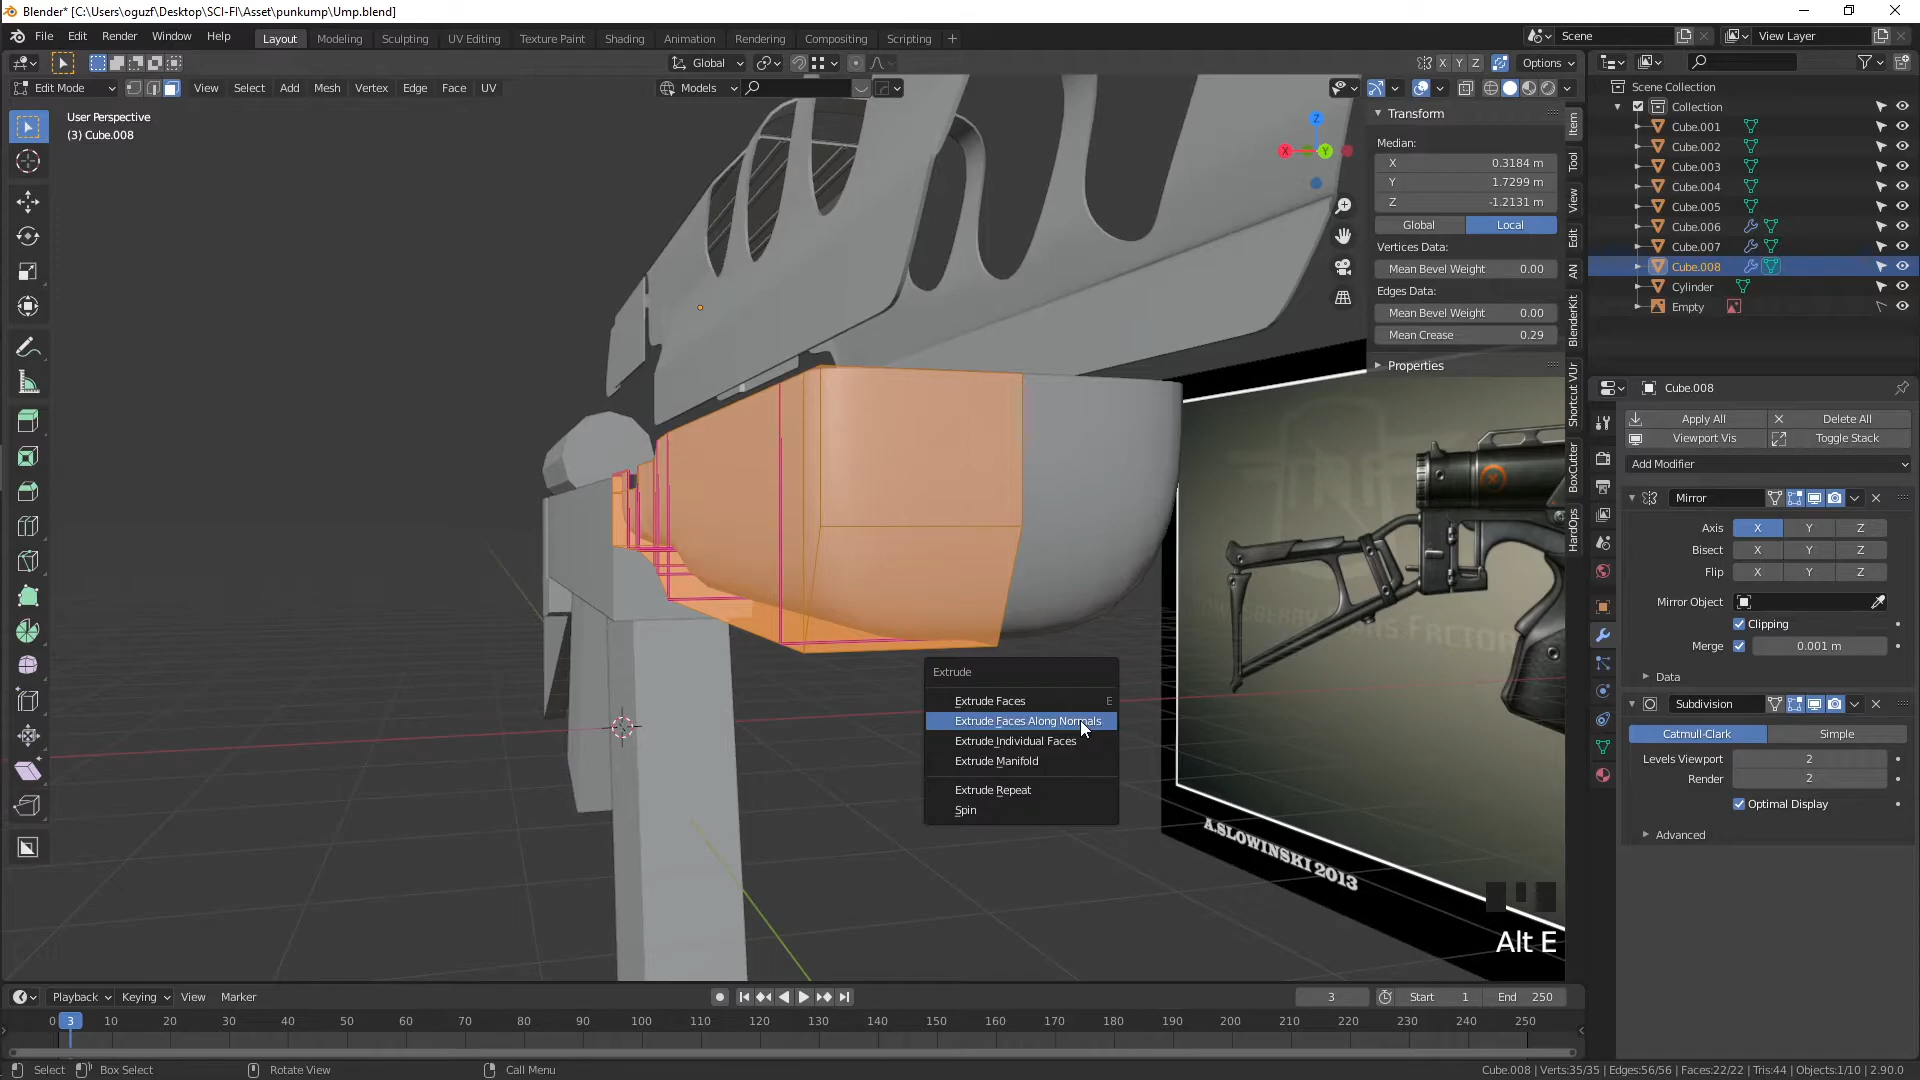 Blender* [C:\Users\oguzf\Desktop\SCI-FI\Asset\punkump\Ump.blend]
File Edit Render Window Help Layout Modeling Sculpting UV Editing Texture Paint Shading Animation Rendering Compositing Scripting + Scene View Layer
Global X Y Z Options
Edit Mode View Select Add Mesh Vertex Edge Face UV Models
User Perspective
(3) Cube.008
Z
X
Y
Transform
Median:
X 0.3184 m
Y 1.7299 m
Z -1.2131 m
Global Local
Vertices Data:
Mean Bevel Weight 0.00
Edges Data:
Mean Bevel Weight 0.00
Mean Crease 0.29
Properties
Item
Tool
View
Edit
AN
BlenderKit
Shortcut VUr
BoxCutter
HardOps
Scene Collection
Collection
Cube.001
Cube.002
Cube.003
Cube.004
Cube.005
Cube.006
Cube.007
Cube.008
Cylinder
Empty
Cube.008
Apply All Delete All
Viewport Vis Toggle Stack
Add Modifier
Mirror
Axis X Y Z
Bisect X Y Z
Flip X Y Z
Mirror Object
Clipping
Merge 0.001 m
Data
Subdivision
Catmull-Clark Simple
Levels Viewport 2
Render 2
Optimal Display
Advanced
Extrude
Extrude Faces E
Extrude Faces Along Normals
Extrude Individual Faces
Extrude Manifold
Extrude Repeat
Spin
A.SLOWINSKI 2013
Alt E
Playback Keying View Marker 3 Start 1 End 250
0 3 10 20 30 40 50 60 70 80 90 100 110 120 130 140 150 160 170 180 190 200 210 220 230 240 250
Select Box Select Rotate View Call Menu Cube.008 | Verts:35/35 | Edges:56/56 | Faces:22/22 | Tris:44 | Objects:1/10 | 2.90.0